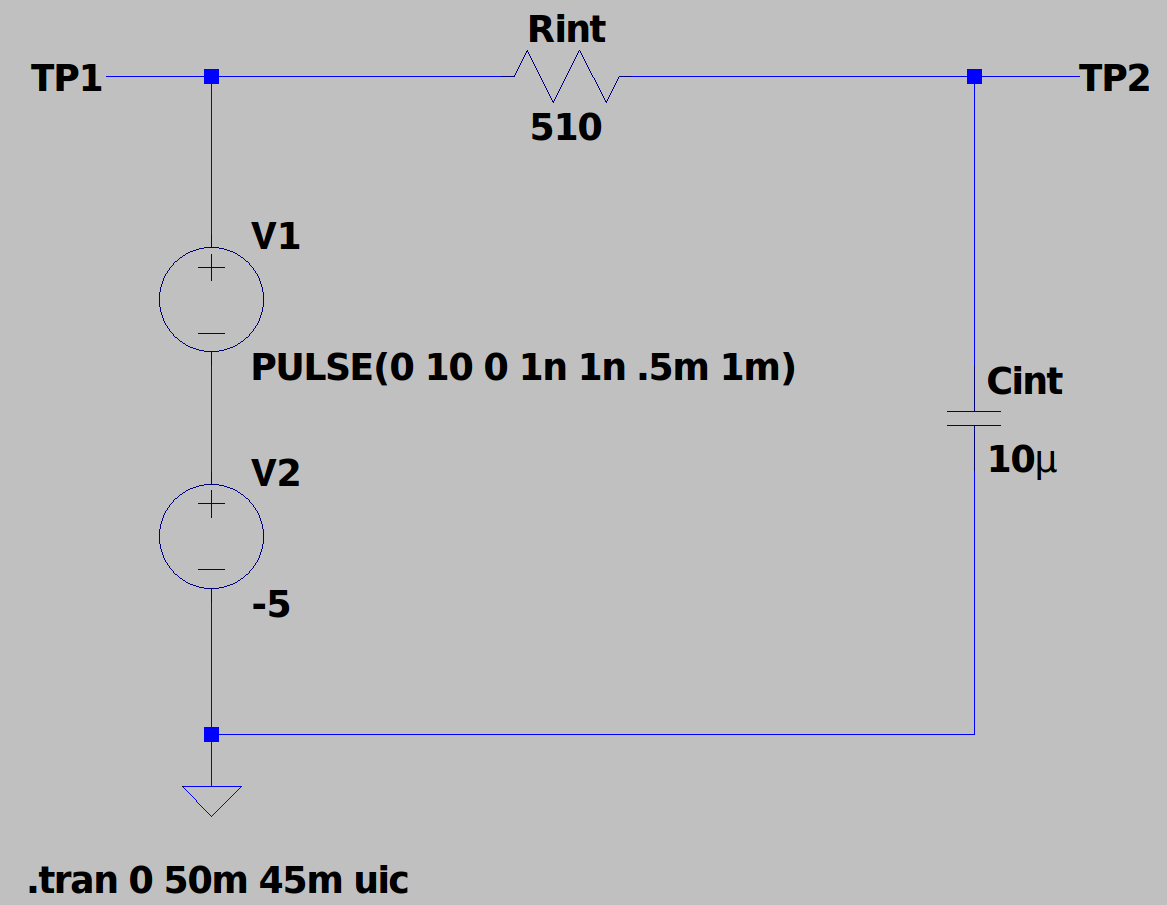 Rint
TP1
TP2
510
V1
PULSE(0 10 0 1n 1n .5m 1m)
Cint
10µ
V2
-5
.tran 0 50m 45m uic